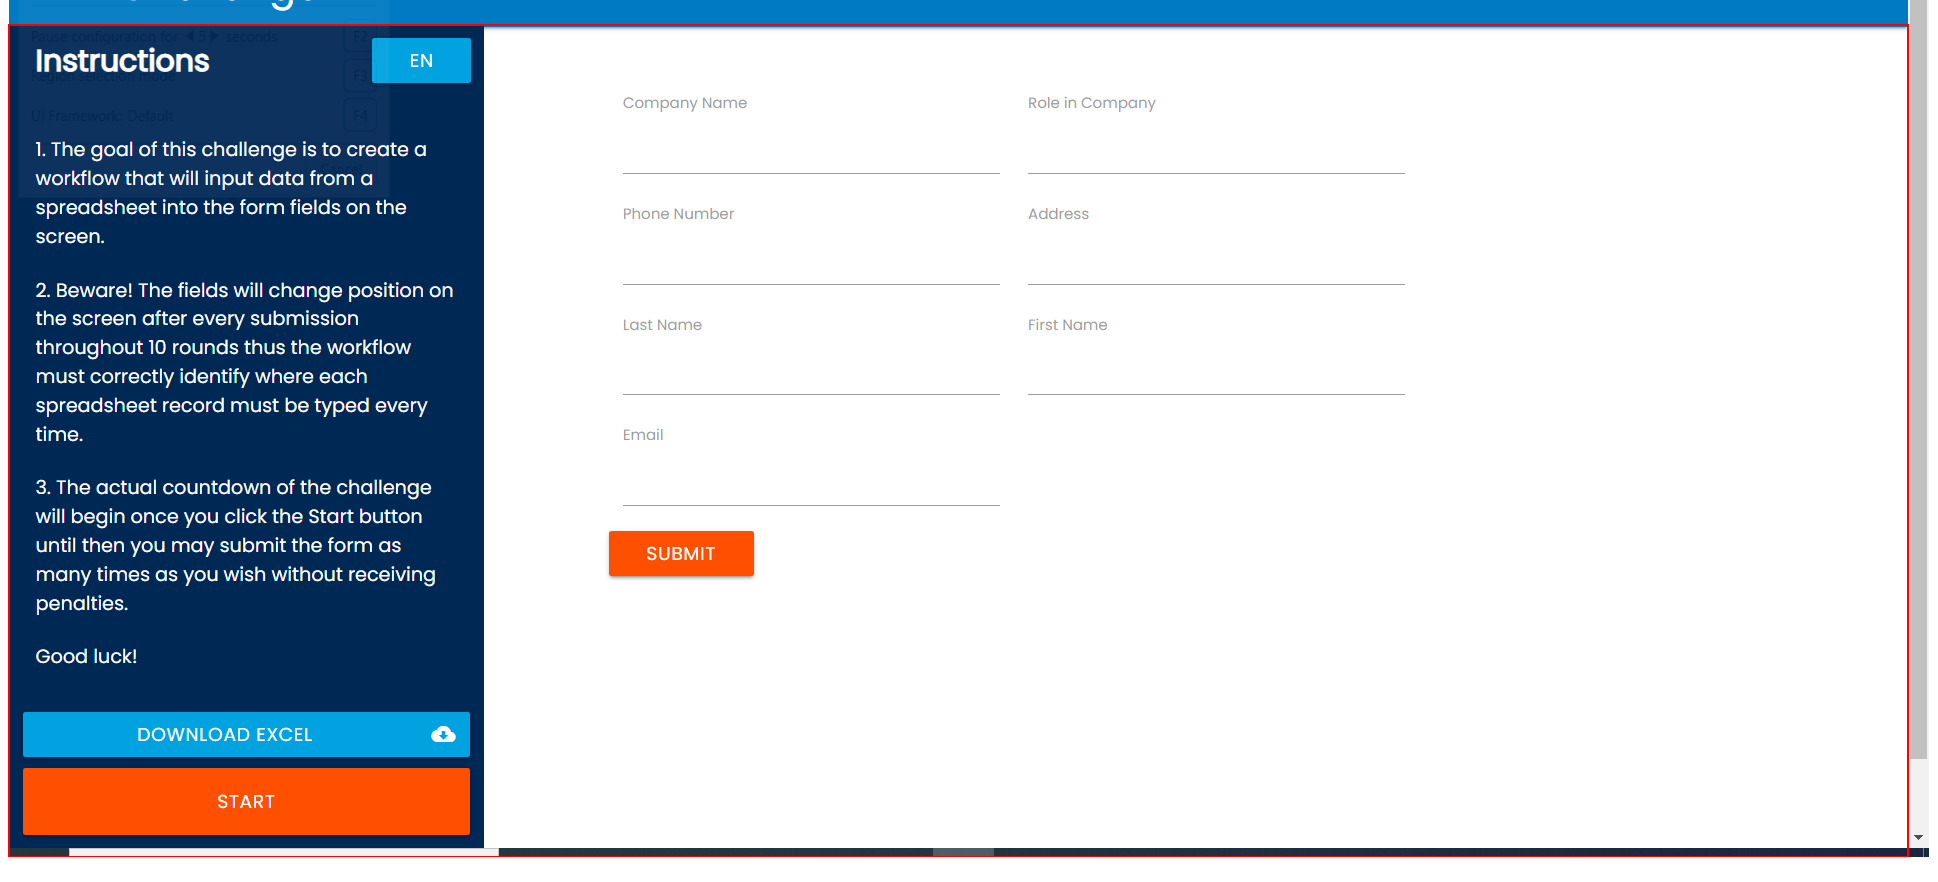 Pause configuration for 5 seconds F2
Instructions
EN
Region selection mode F3
UI Framework: Default F4
1. The goal of this challenge is to create a
workflow that will input data from a
spreadsheet into the form fields on the
screen.
2. Beware! The fields will change position on
the screen after every submission
throughout 10 rounds thus the workflow
must correctly identify where each
spreadsheet record must be typed every
time.
3. The actual countdown of the challenge
will begin once you click the Start button
until then you may submit the form as
many times as you wish without receiving
penalties.
Good luck!
DOWNLOAD EXCEL
START
Company Name
Role in Company
Phone Number
Address
Last Name
First Name
Email
SUBMIT